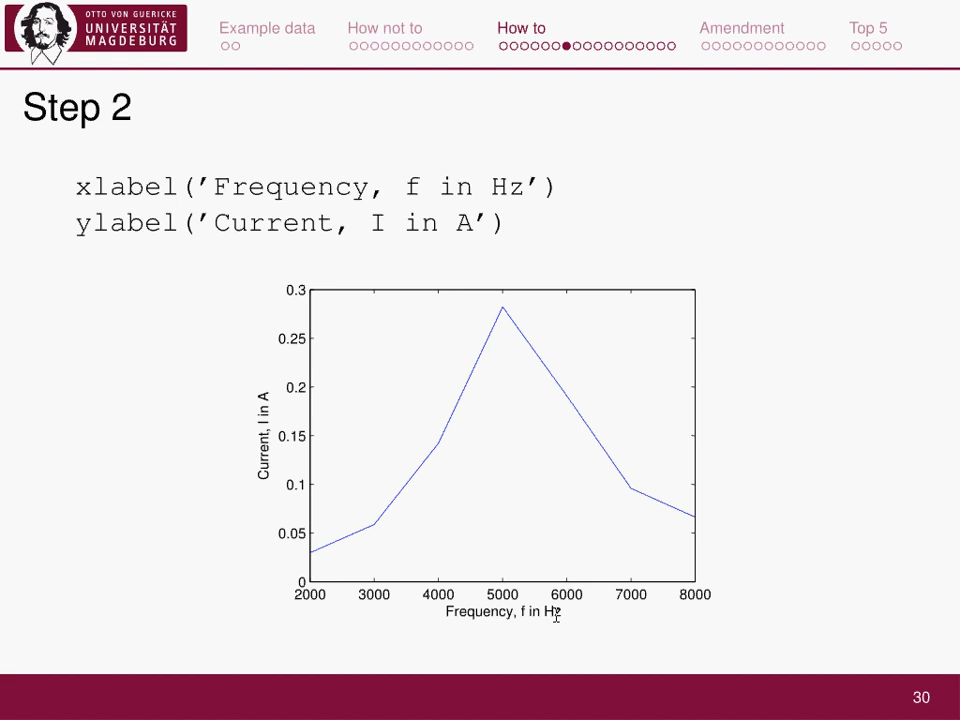 OTTO VON GUERICKE
UNIVERSITÄT
MAGDEBURG
Example data
How not to
How to
Amendment
Top 5
Step 2
xlabel('Frequency, f in Hz')
ylabel('Current, I in A')
0.3
0.25
0.2
0.15
0.1
0.05
0
Current, I in A
2000 3000 4000 5000 6000 7000 8000
Frequency, f in Hz
30